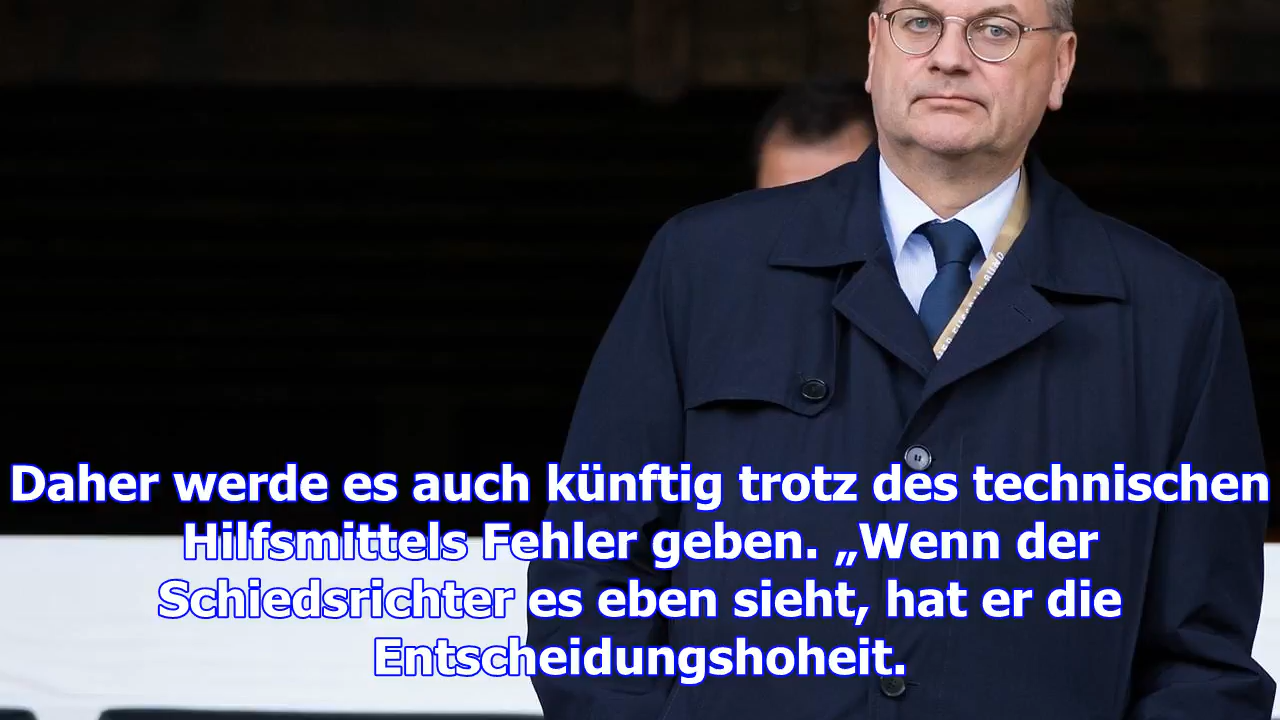 Daher werde es auch künftig trotz des technischen
Hilfsmittels Fehler geben. „Wenn der
Schiedsrichter es eben sieht, hat er die
Entscheidungshoheit.